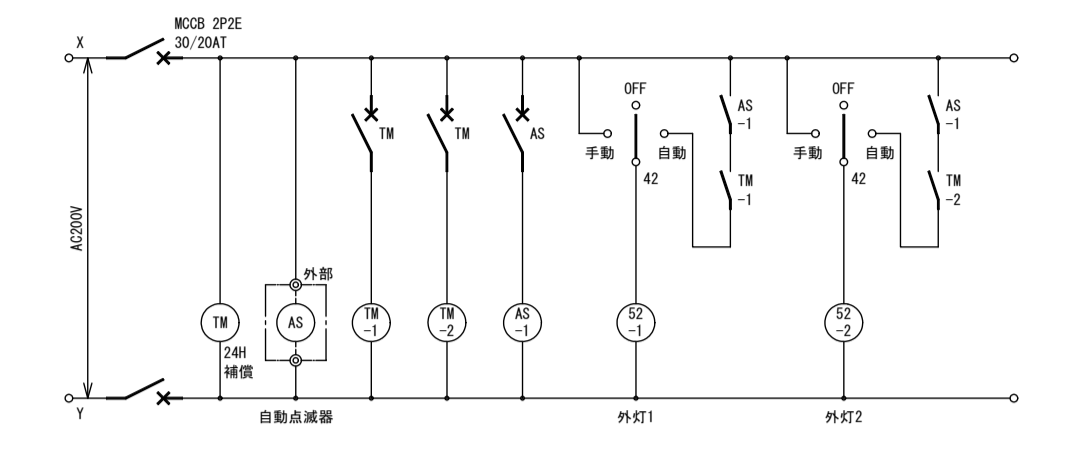 MCCB 2P2E
30/20AT
X
AC200V
Y
TM
24H
補償
外部
AS
自動点滅器
TM
TM
-1
TM
TM
-2
AS
AS
-1
OFF
手動
自動
42
AS
-1
TM
-1
52
-1
外灯1
OFF
手動
自動
42
AS
-1
TM
-2
52
-2
外灯2